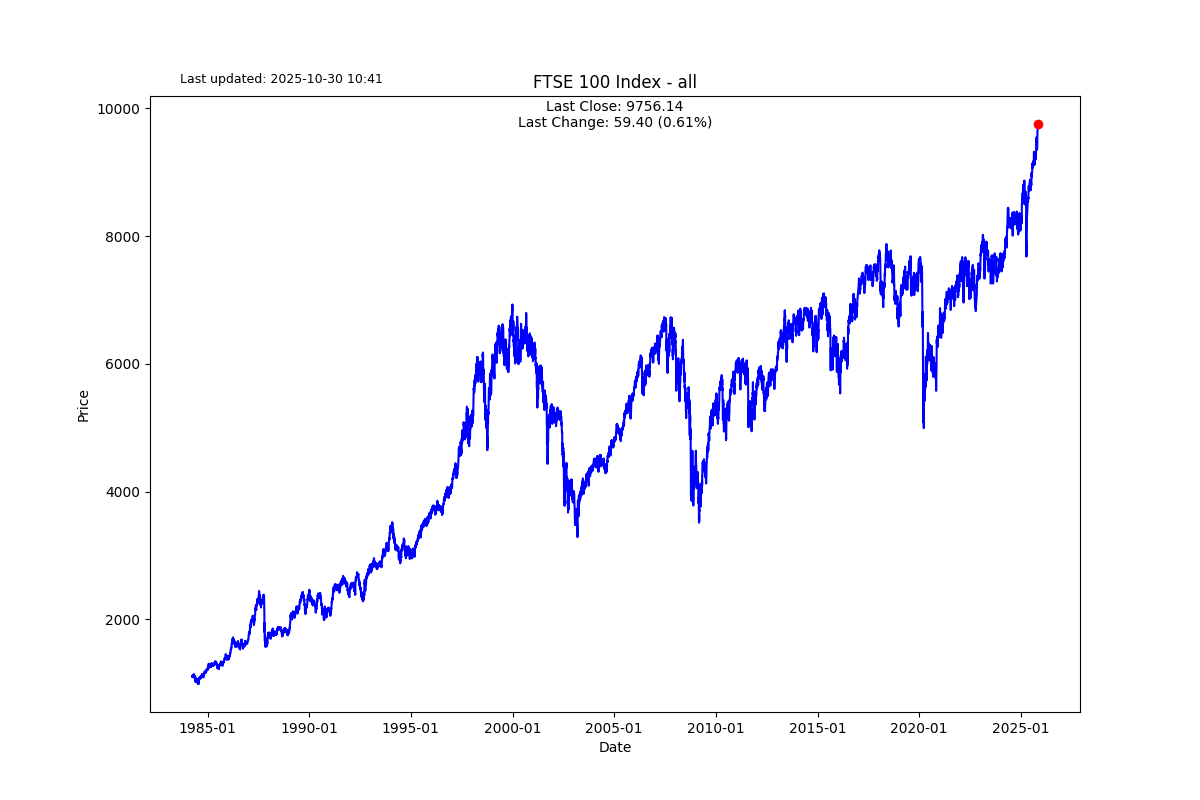 Last updated: 2025-10-30 10:41
FTSE 100 Index - all
Last Close: 9756.14
Last Change: 59.40 (0.61%)
10000
8000
6000
4000
2000
Price
1985-01 1990-01 1995-01 2000-01 2005-01 2010-01 2015-01 2020-01 2025-01
Date